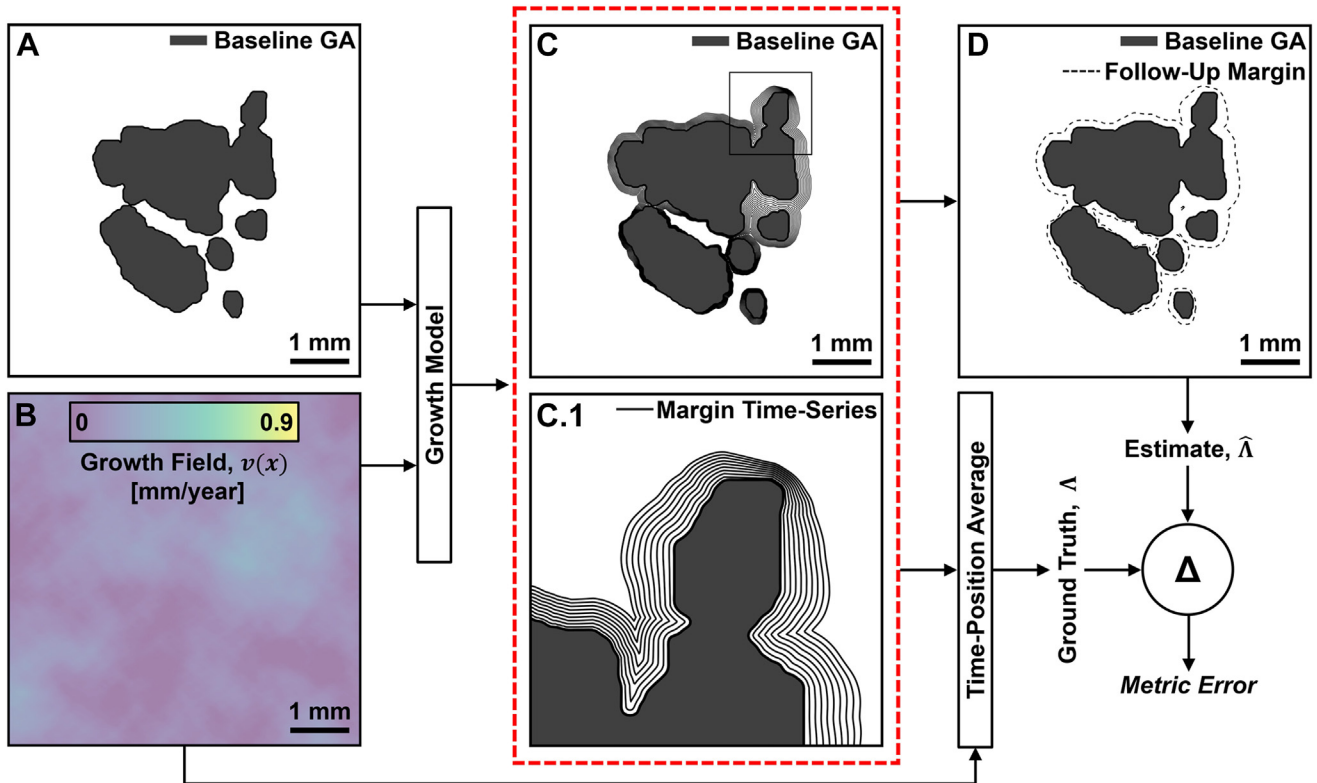 A
Baseline GA
1 mm
B
0
0.9
Growth Field, v(x)
[mm/year]
1 mm
Growth Model
C
Baseline GA
1 mm
C.1
Margin Time-Series
D
Baseline GA
Follow-Up Margin
1 mm
Time-Position Average
Ground Truth, Λ
Estimate, Λ̂
Δ
Metric Error